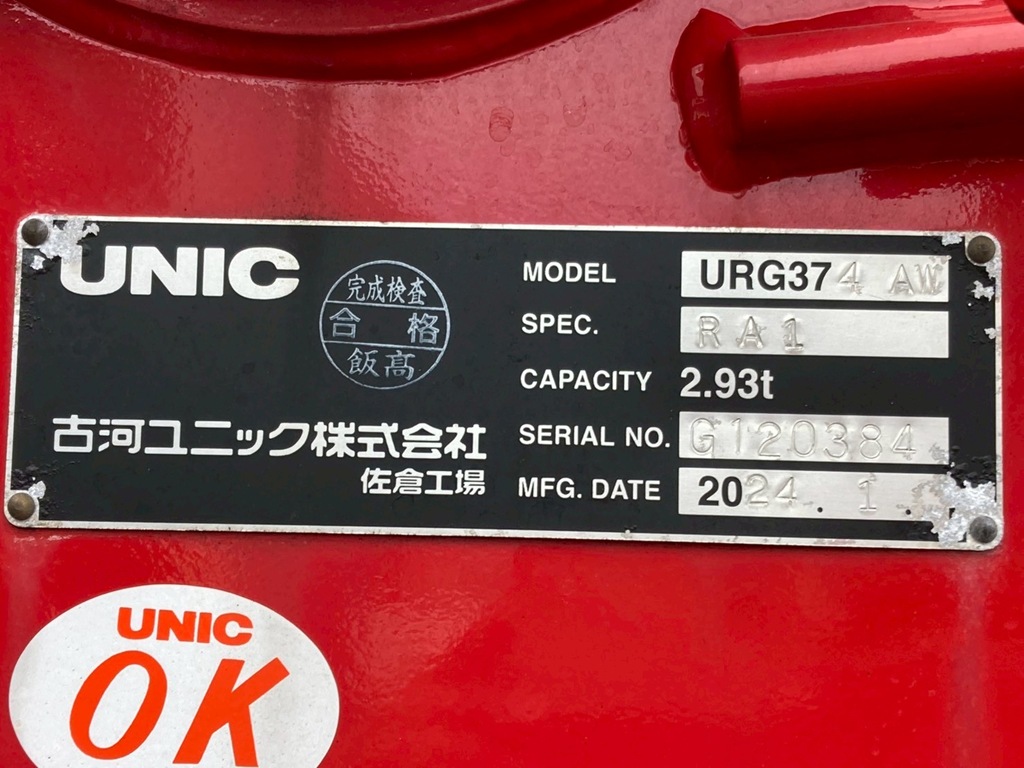 UNIC
完成検査
合格
飯高
古河ユニック株式会社
佐倉工場
MODEL URG374 AW
SPEC. RA1
CAPACITY 2.93t
SERIAL NO. G120384
MFG. DATE 2024. 1.
UNIC
OK